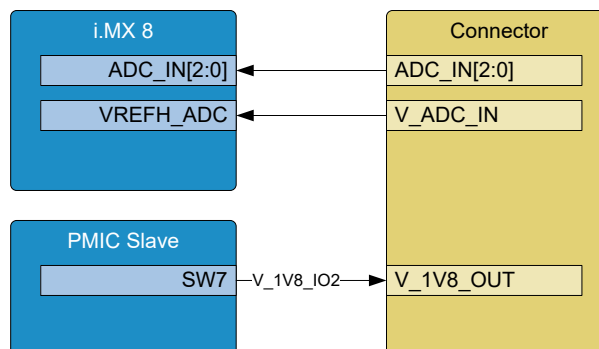 i.MX 8
Connector
ADC_IN[2:0]
ADC_IN[2:0]
VREFH_ADC
V_ADC_IN
PMIC Slave
SW7
V_1V8_IO2
V_1V8_OUT